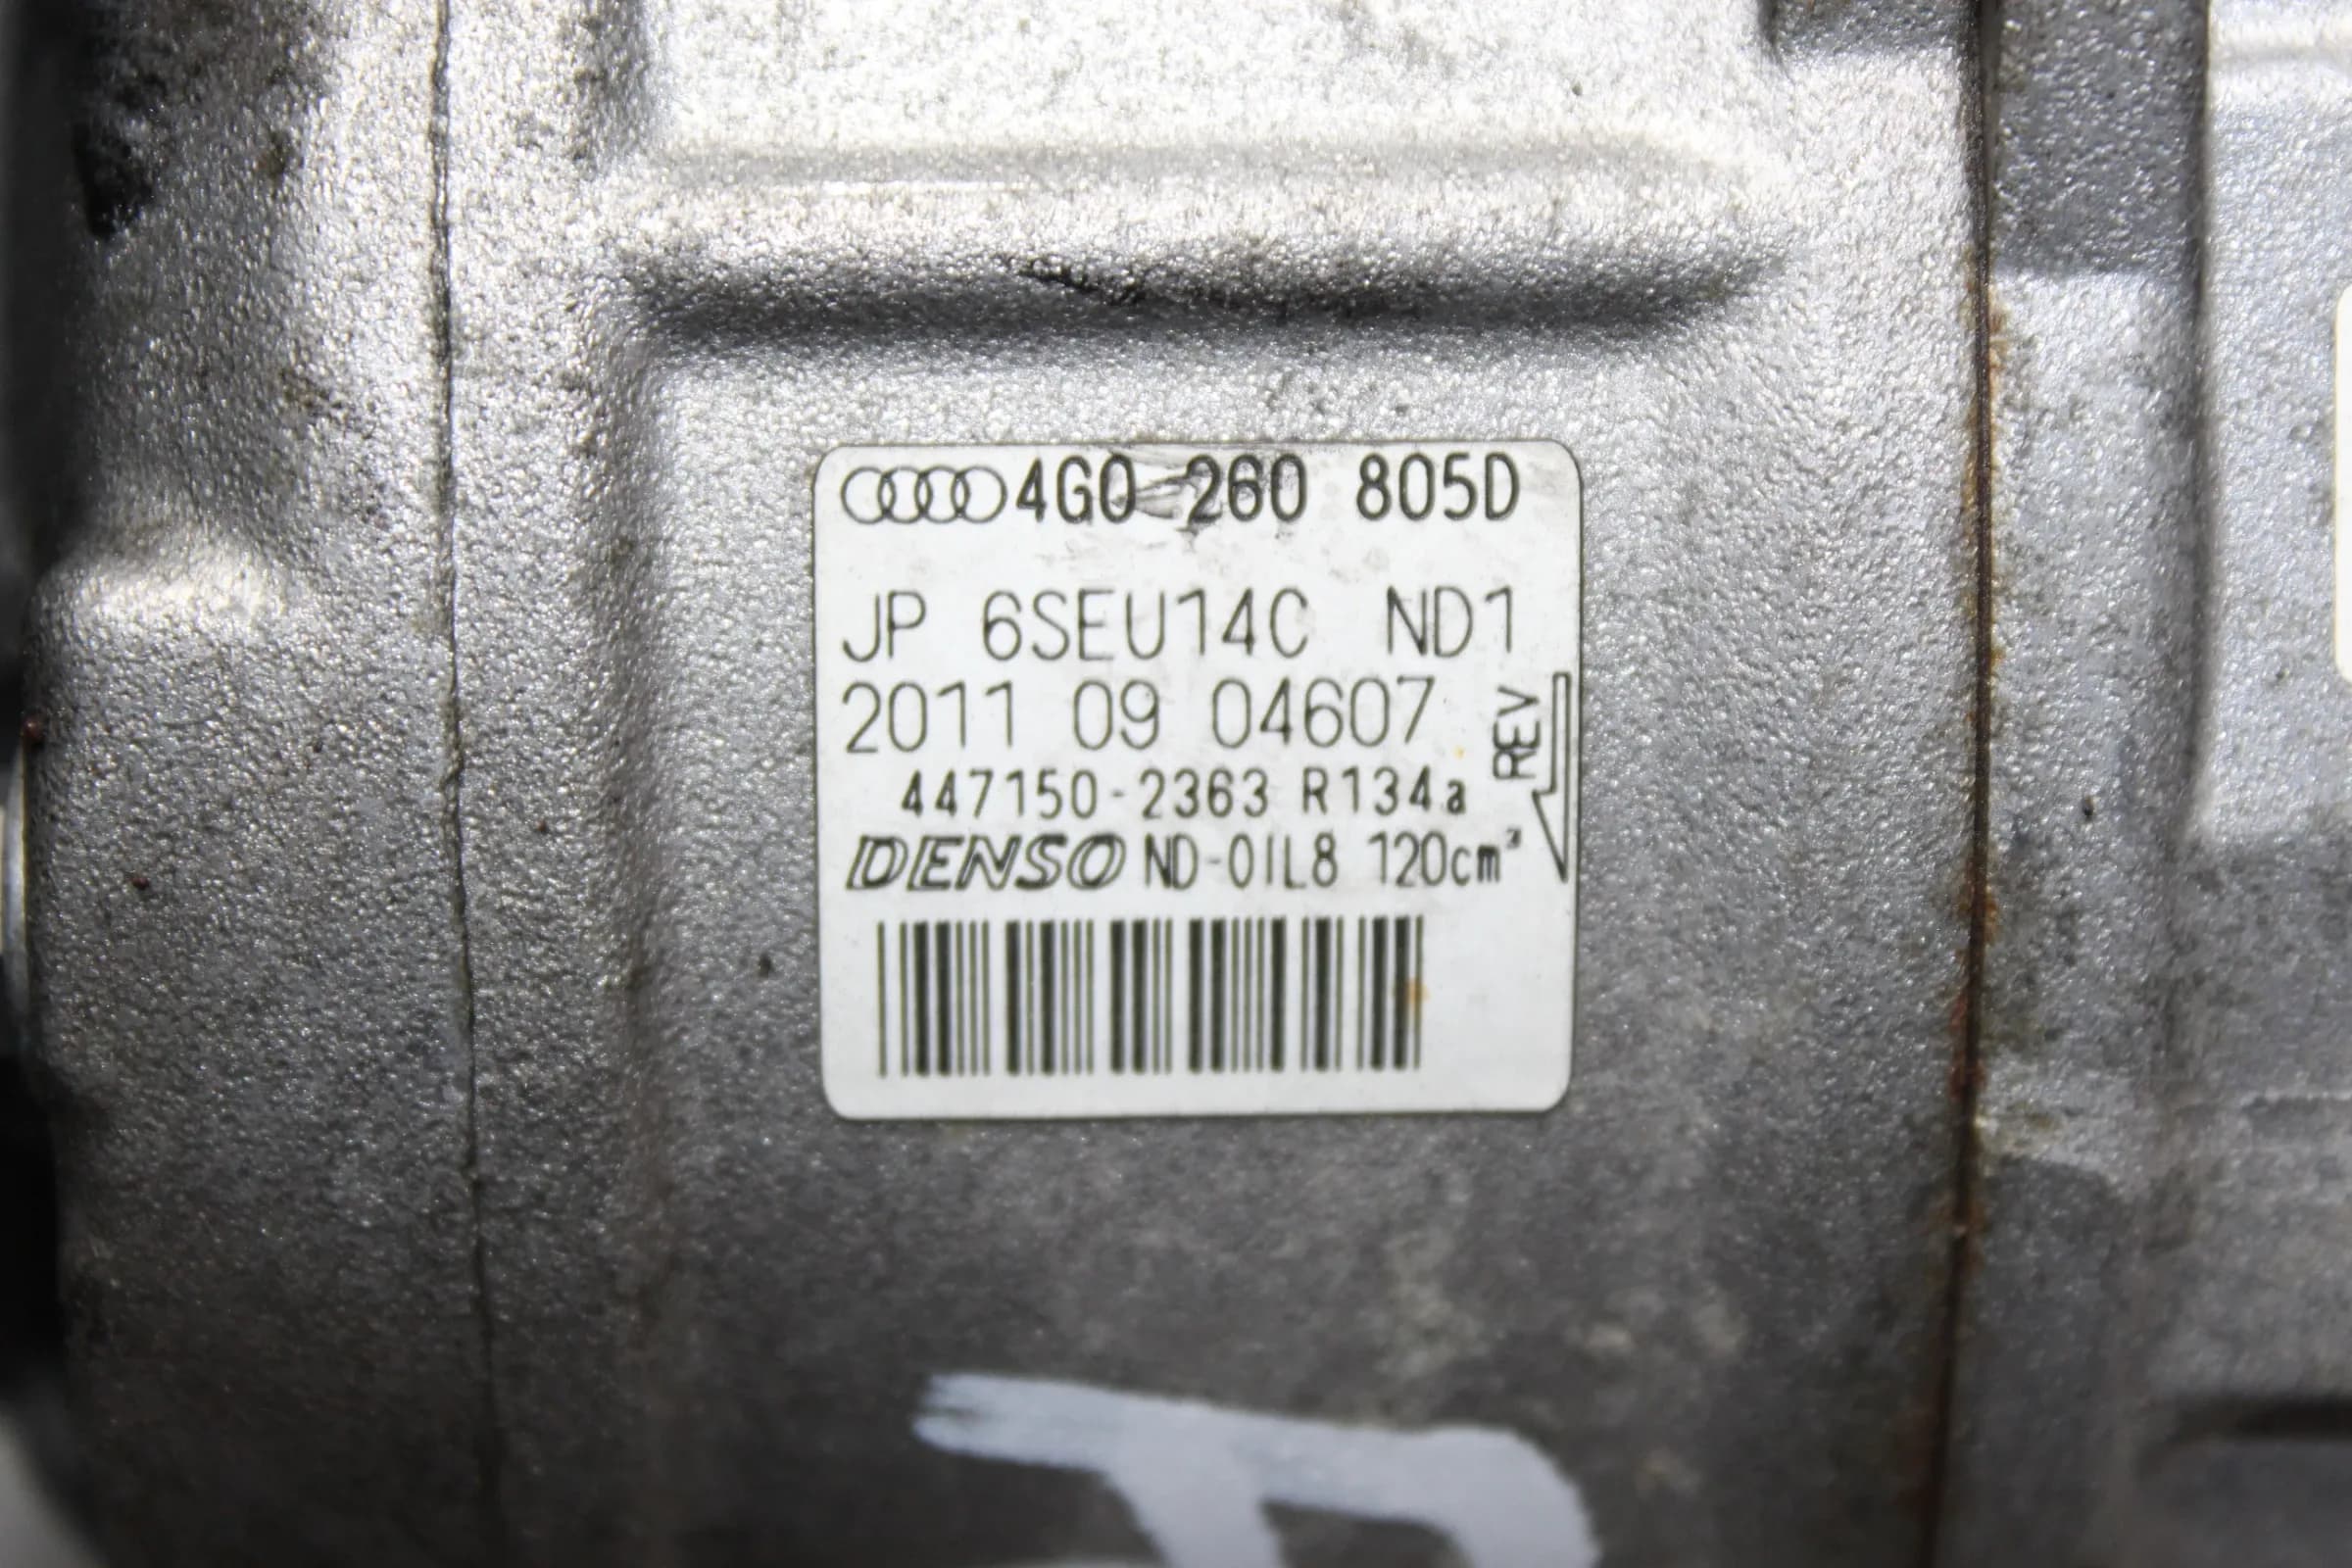 4G0 260 805D
JP 6SEU14C ND1
2011 09 04607
REV
447150-2363 R134a
DENSO ND-OIL8 120cm³